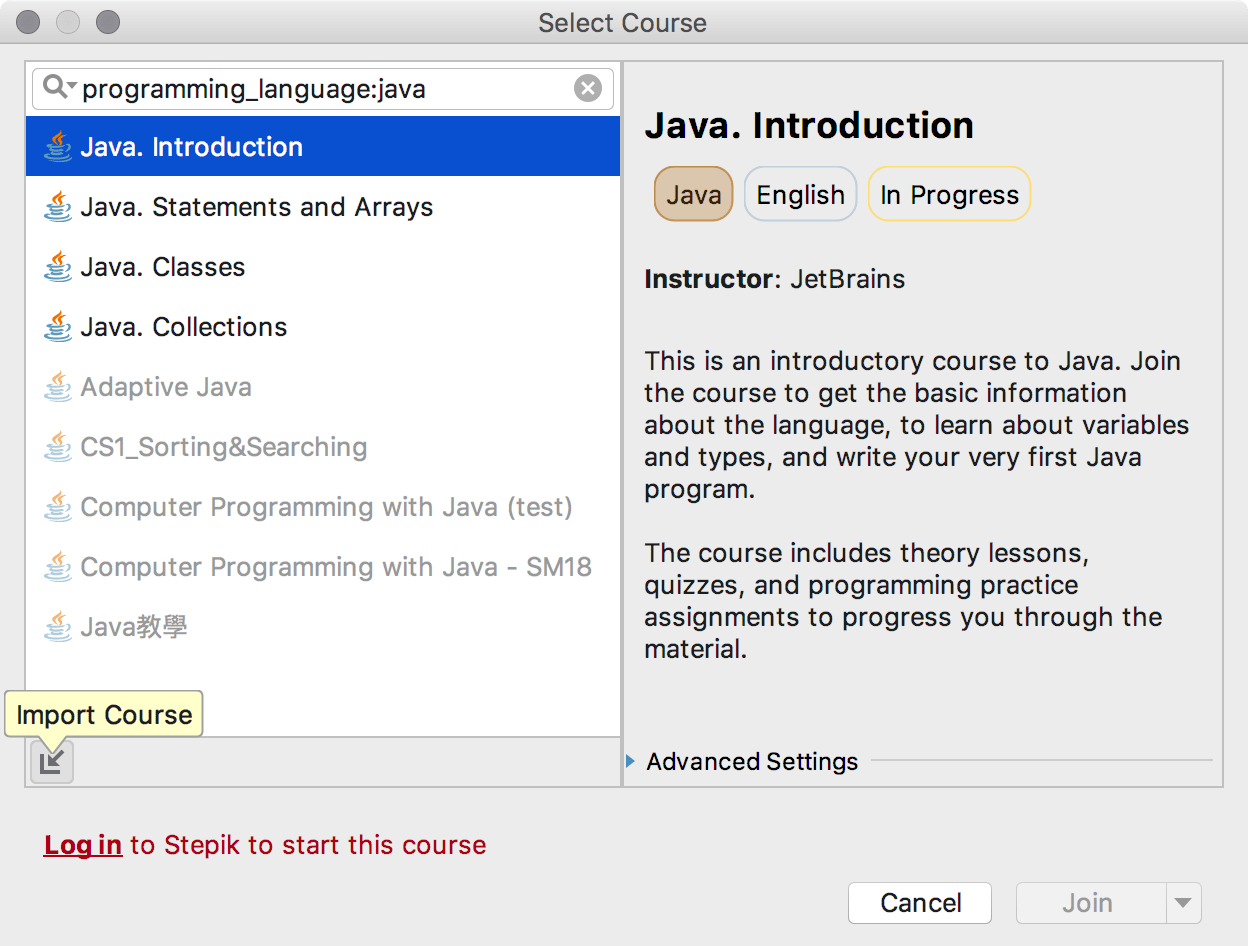 Select Course
programming_language:java
Java. Introduction
Java. Statements and Arrays
Java. Classes
Java. Collections
Adaptive Java
CS1_Sorting&Searching
Computer Programming with Java (test)
Computer Programming with Java - SM18
Java教學
Import Course
Java. Introduction
Java English In Progress
Instructor: JetBrains
This is an introductory course to Java. Join
the course to get the basic information
about the language, to learn about variables
and types, and write your very first Java
program.
The course includes theory lessons,
quizzes, and programming practice
assignments to progress you through the
material.
Advanced Settings
Log in to Stepik to start this course
Cancel Join